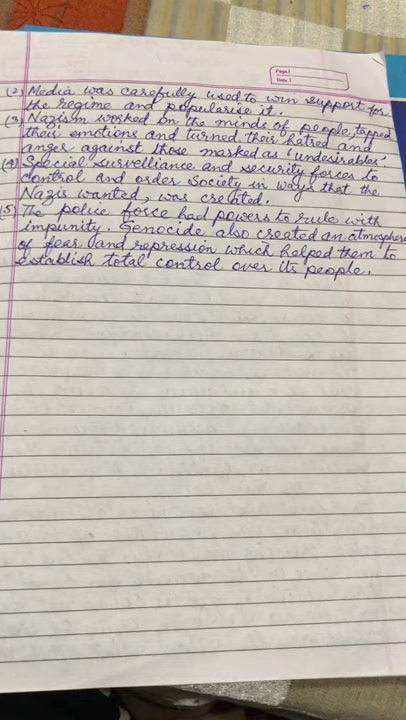 Page:
Date:
(2) Media was carefully used to win support for
the regime and popularise it.
(3) Nazism worked on the minds of people, tapped
their emotions and turned their hatred and
anger against those marked as 'undesirables'
(4) Special survelliance and security forces to
control and order Society in ways that the
Nazis wanted, was created.
(5) The police force had powers to rule with
impunity. Genocide also created an atmosphere
of fear and repression which helped them to
establish total control over its people.